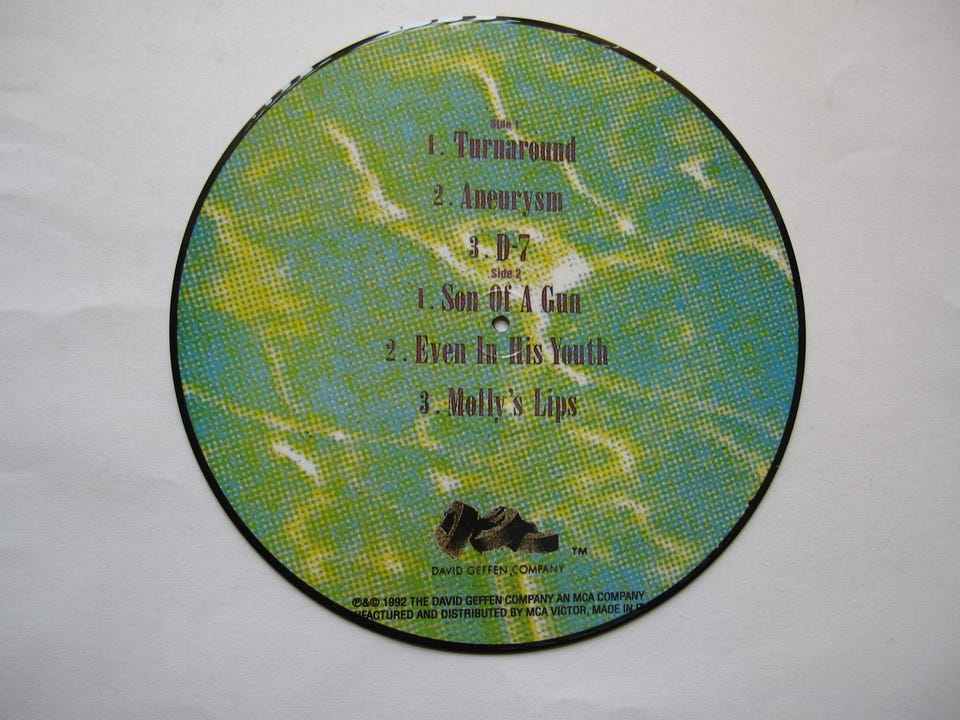 Side 1
1. Turnaround
2. Aneurysm
3. D-7
Side 2
1. Son Of A Gun
2. Even In His Youth
3. Molly's Lips
TM
DAVID GEFFEN COMPANY
℗&© 1992 THE DAVID GEFFEN COMPANY AN MCA COMPANY
AND DISTRIBUTED BY MCA VICTOR, MADE IN